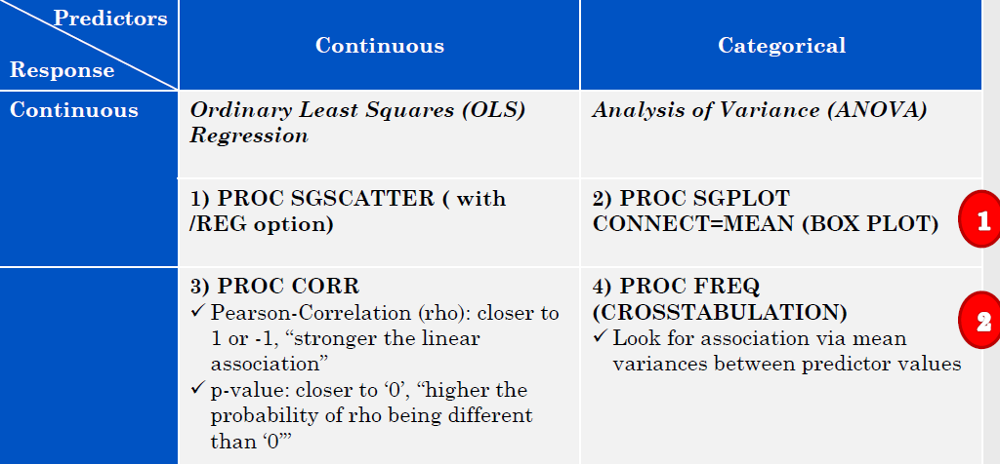 Predictors
Response
Continuous
Categorical
Continuous
Ordinary Least Squares (OLS)
Regression
Analysis of Variance (ANOVA)
1) PROC SGSCATTER ( with
/REG option)
2) PROC SGPLOT
CONNECT=MEAN (BOX PLOT)
1
3) PROC CORR
✓ Pearson-Correlation (rho): closer to
1 or -1, “stronger the linear
association”
✓ p-value: closer to ‘0’, “higher the
probability of rho being different
than ‘0’”
4) PROC FREQ
(CROSSTABULATION)
✓ Look for association via mean
variances between predictor values
2